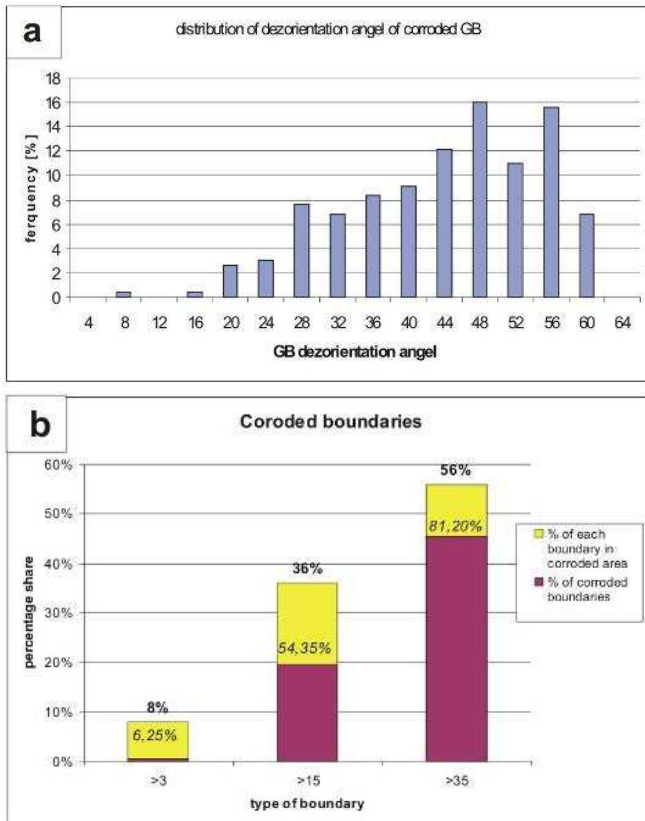 a
distribution of dezorientation angel of corroded GB
ferquency [%]
18
16
14
12
10
8
6
4
2
0
4 8 12 16 20 24 28 32 36 40 44 48 52 56 60 64
GB dezorientation angel
b
Coroded boundaries
percentage share
60%
50%
40%
30%
20%
10%
0%
8%
6,25%
36%
54,35%
56%
81,20%
>3 >15 >35
type of boundary
% of each
boundary in
corroded area
% of corroded
boundaries